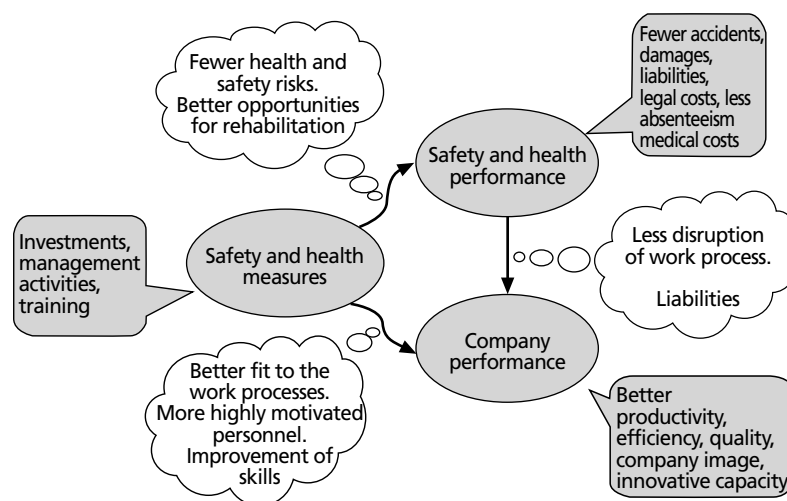 Fewer health and
safety risks.
Better opportunities
for rehabilitation
Fewer accidents,
damages,
liabilities,
legal costs, less
absenteeism
medical costs
Safety and health
performance
Investments,
management
activities,
training
Safety and health
measures
Less disruption
of work process.
Liabilities
Company
performance
Better fit to the
work processes.
More highly motivated
personnel.
Improvement of
skills
Better
productivity,
efficiency, quality,
company image,
innovative capacity